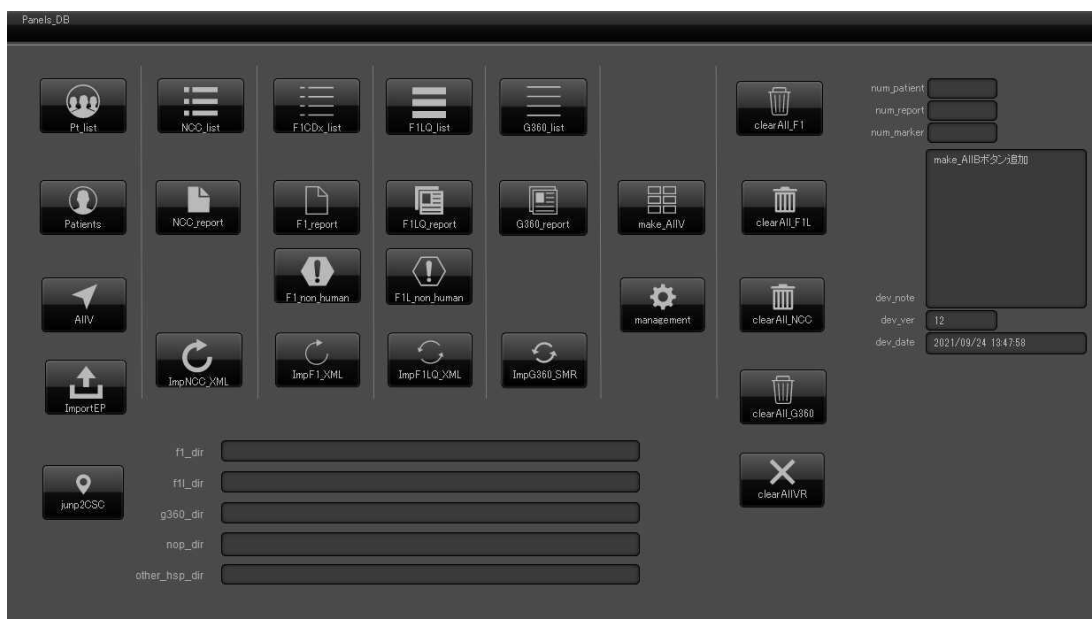 Panels_DB
Pt_list
NCC_list
F1CDx_list
F1LQ_list
G360_list
clearAll_F1
num_patient
num_report
num_marker
make_AllBボタン追加
Patients
NCC_report
F1_report
F1LQ_report
G360_report
make_AllV
clearAll_F1L
F1_non_human
F1L_non_human
AllV
management
clearAll_NCC
dev_note
dev_ver 12
dev_date 2021/09/24 13:47:58
ImpNCC_XML
ImpF1_XML
ImpF1LQ_XML
ImpG360_SMR
ImportEP
clearAll_G360
f1_dir
junp2CSC
f1l_dir
clearAllVR
g360_dir
nop_dir
other_hsp_dir